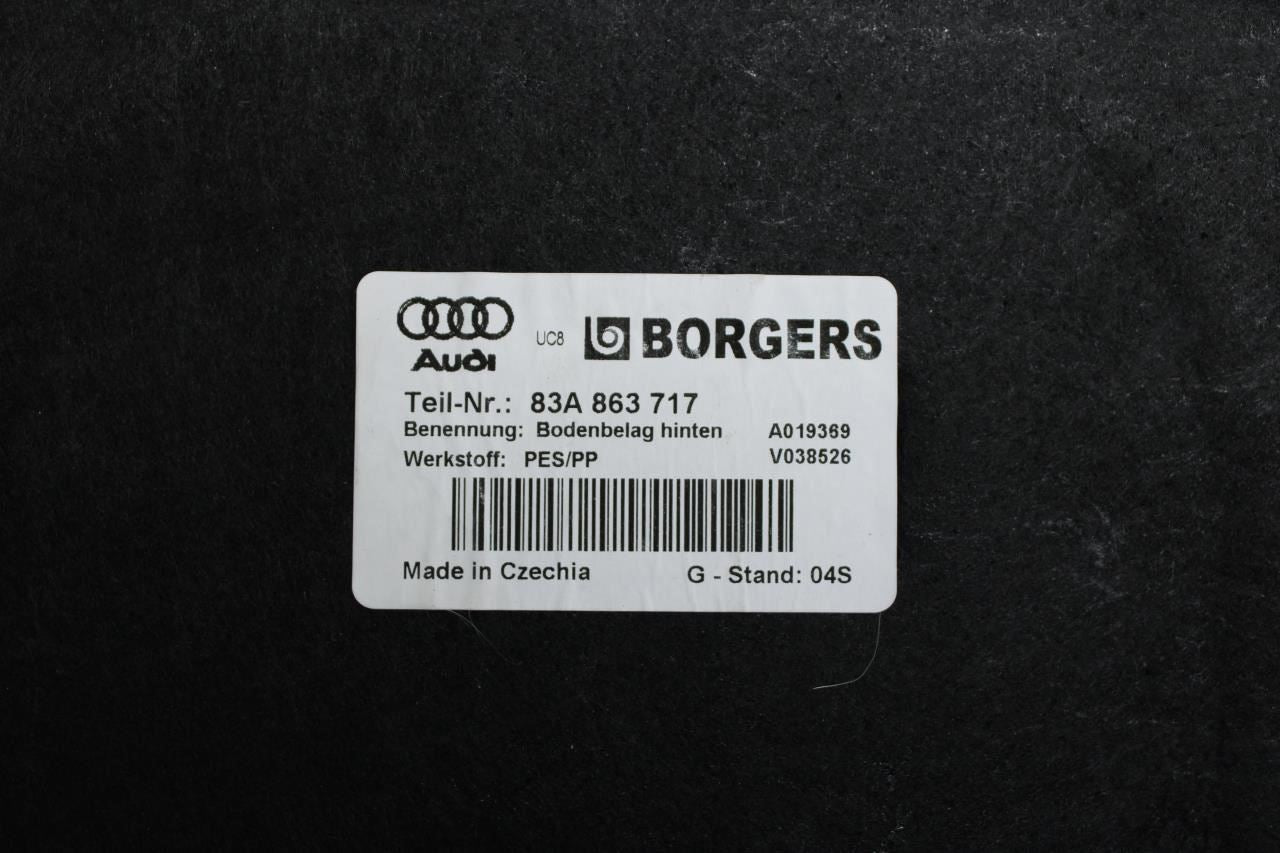 Audi
UC8
BORGERS
Teil-Nr.: 83A 863 717
Benennung: Bodenbelag hinten A019369
Werkstoff: PES/PP V038526
Made in Czechia G - Stand: 04S